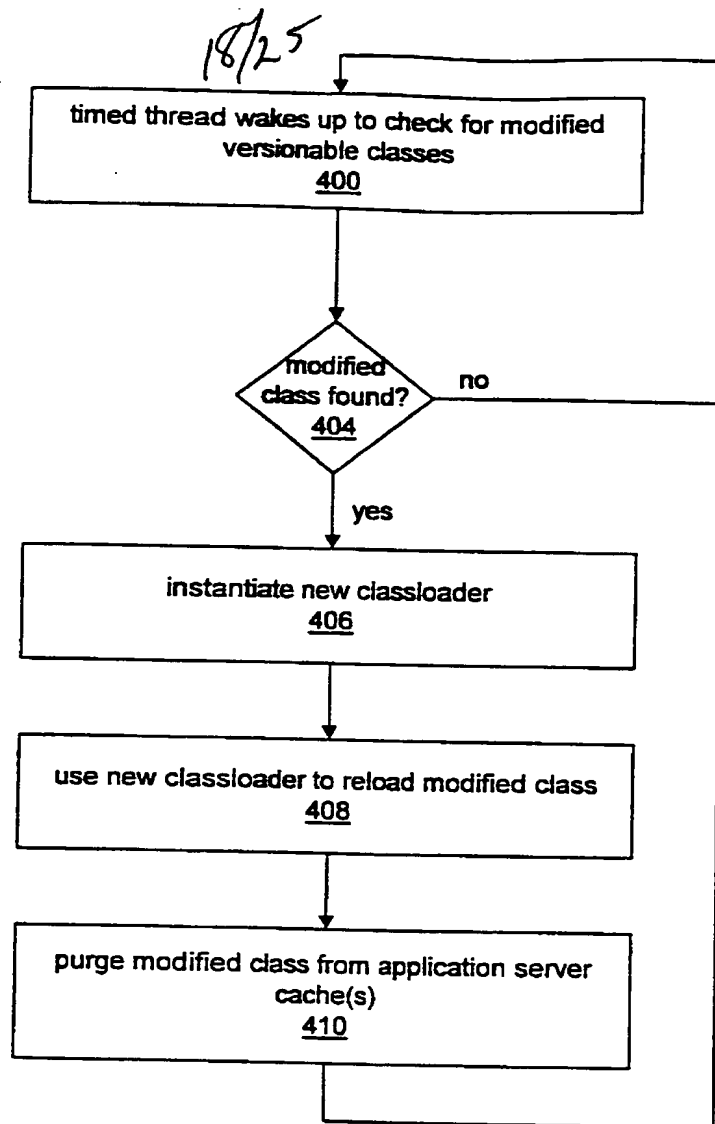 18/25
timed thread wakes up to check for modified
versionable classes
400
modified
class found?
404
no
yes
instantiate new classloader
406
use new classloader to reload modified class
408
purge modified class from application server
cache(s)
410